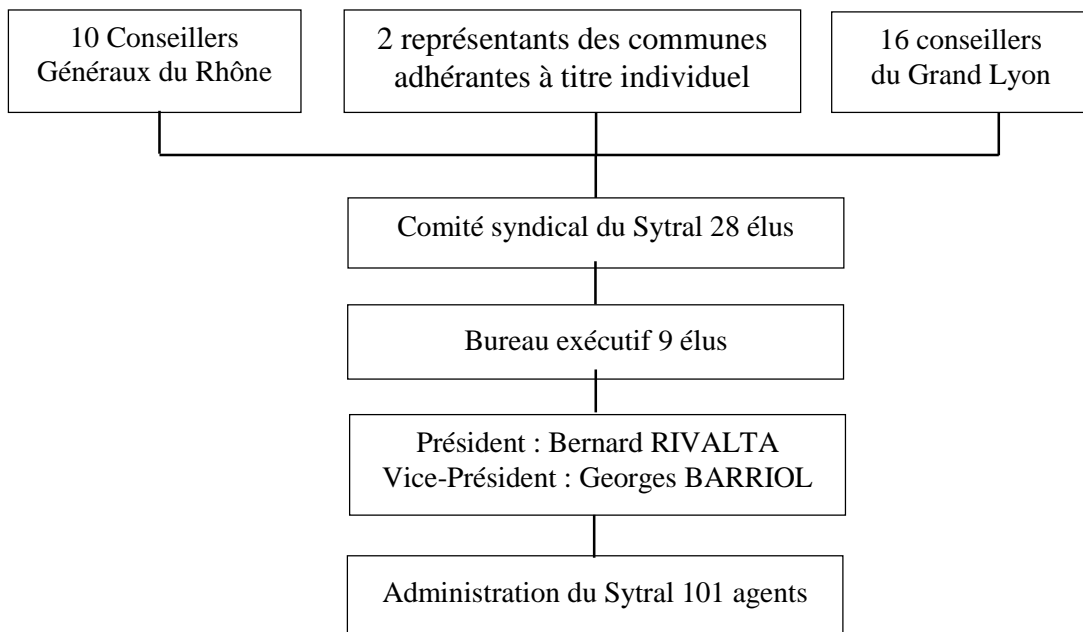 10 Conseillers
Généraux du Rhône
2 représentants des communes
adhérantes à titre individuel
16 conseillers
du Grand Lyon
Comité syndical du Sytral 28 élus
Bureau exécutif 9 élus
Président : Bernard RIVALTA
Vice-Président : Georges BARRIOL
Administration du Sytral 101 agents